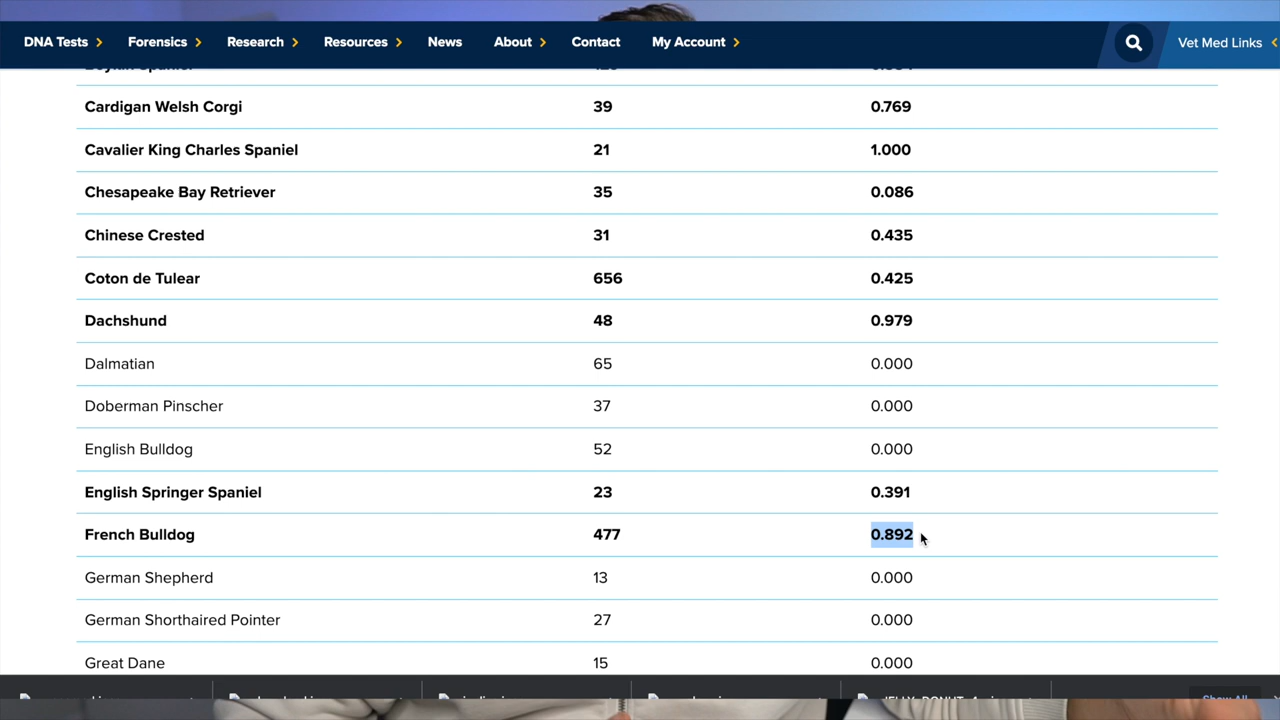 DNA Tests Forensics Research Resources News About Contact My Account Vet Med Links
Cardigan Welsh Corgi 39 0.769
Cavalier King Charles Spaniel 21 1.000
Chesapeake Bay Retriever 35 0.086
Chinese Crested 31 0.435
Coton de Tulear 656 0.425
Dachshund 48 0.979
Dalmatian 65 0.000
Doberman Pinscher 37 0.000
English Bulldog 52 0.000
English Springer Spaniel 23 0.391
French Bulldog 477 0.892
German Shepherd 13 0.000
German Shorthaired Pointer 27 0.000
Great Dane 15 0.000
Show All